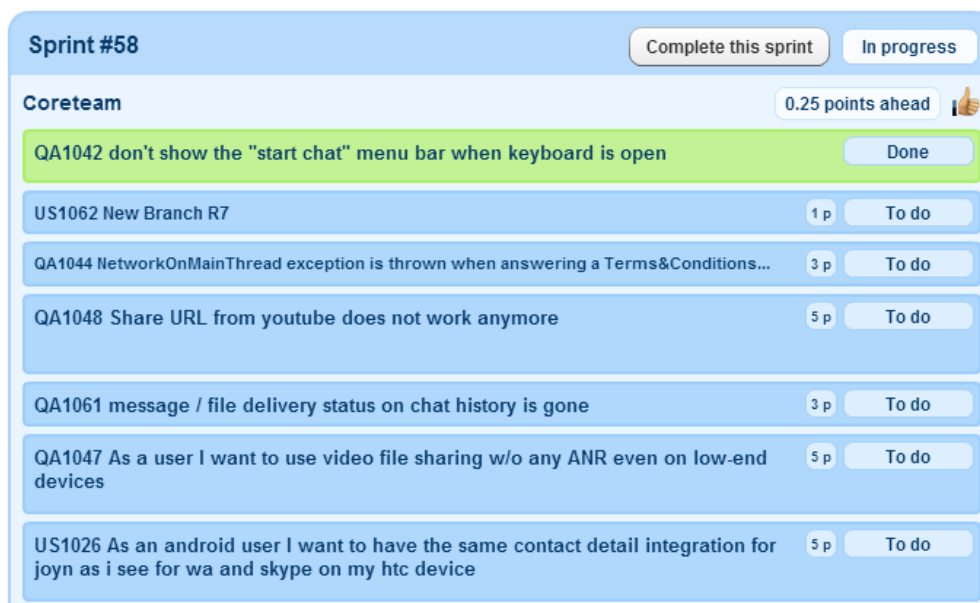 Sprint #58
Complete this sprint
In progress
Coreteam
0.25 points ahead
QA1042 don't show the "start chat" menu bar when keyboard is open
Done
US1062 New Branch R7
1 p
To do
QA1044 NetworkOnMainThread exception is thrown when answering a Terms&Conditions...
3 p
To do
QA1048 Share URL from youtube does not work anymore
5 p
To do
QA1061 message / file delivery status on chat history is gone
3 p
To do
QA1047 As a user I want to use video file sharing w/o any ANR even on low-end
devices
5 p
To do
US1026 As an android user I want to have the same contact detail integration for
joyn as i see for wa and skype on my htc device
5 p
To do